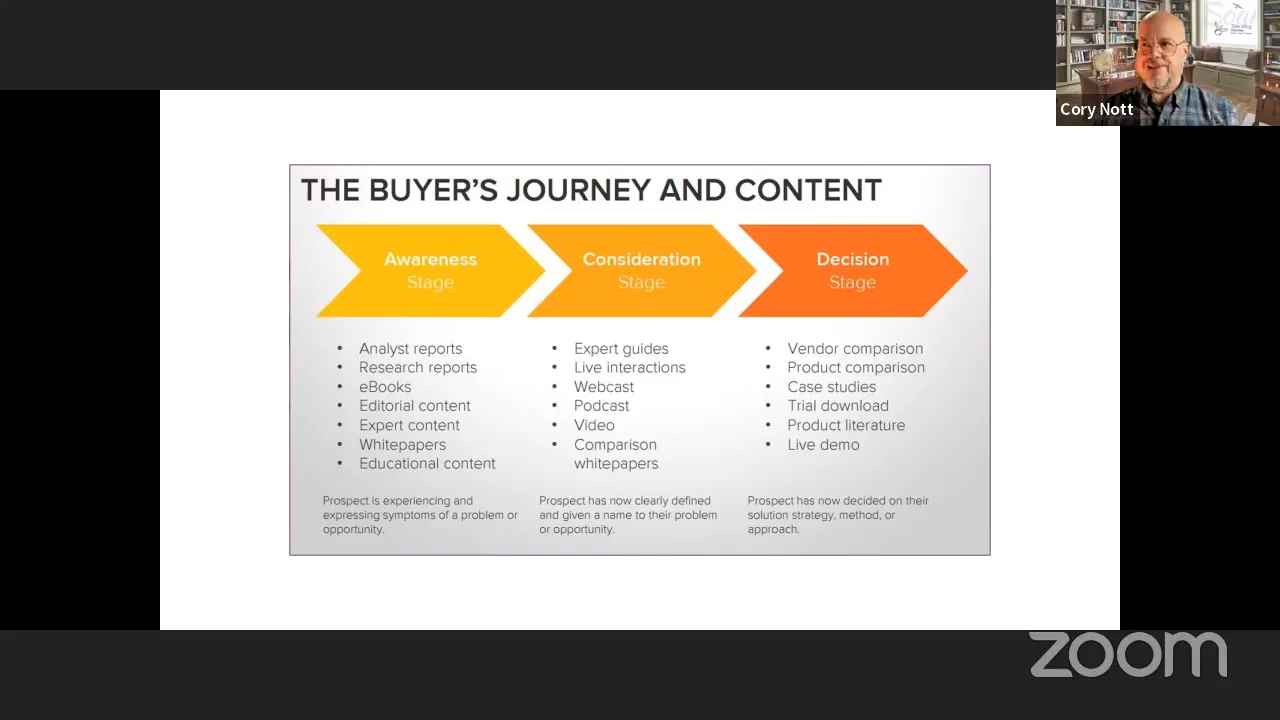 Soar
Cory Nott
THE BUYER'S JOURNEY AND CONTENT
Awareness
Stage
Consideration
Stage
Decision
Stage
• Analyst reports
• Research reports
• eBooks
• Editorial content
• Expert content
• Whitepapers
• Educational content
• Expert guides
• Live interactions
• Webcast
• Podcast
• Video
• Comparison
whitepapers
• Vendor comparison
• Product comparison
• Case studies
• Trial download
• Product literature
• Live demo
Prospect is experiencing and
expressing symptoms of a problem or
opportunity.
Prospect has now clearly defined
and given a name to their problem
or opportunity.
Prospect has now decided on their
solution strategy, method, or
approach.
zoom